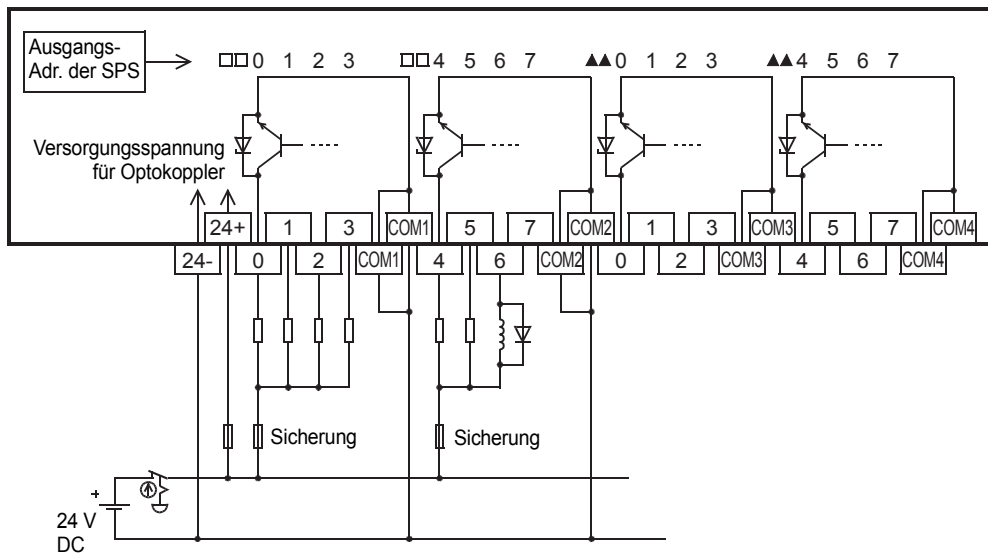 Ausgangs-
Adr. der SPS
□□ 0 1 2 3 □□ 4 5 6 7 ▲▲ 0 1 2 3 ▲▲ 4 5 6 7
Versorgungsspannung
für Optokoppler
24+ 1 3 COM1 5 7 COM2 1 3 COM3 5 7 COM4
24- 0 2 COM1 4 6 COM2 0 2 COM3 4 6 COM4
Sicherung Sicherung
+
24 V
DC